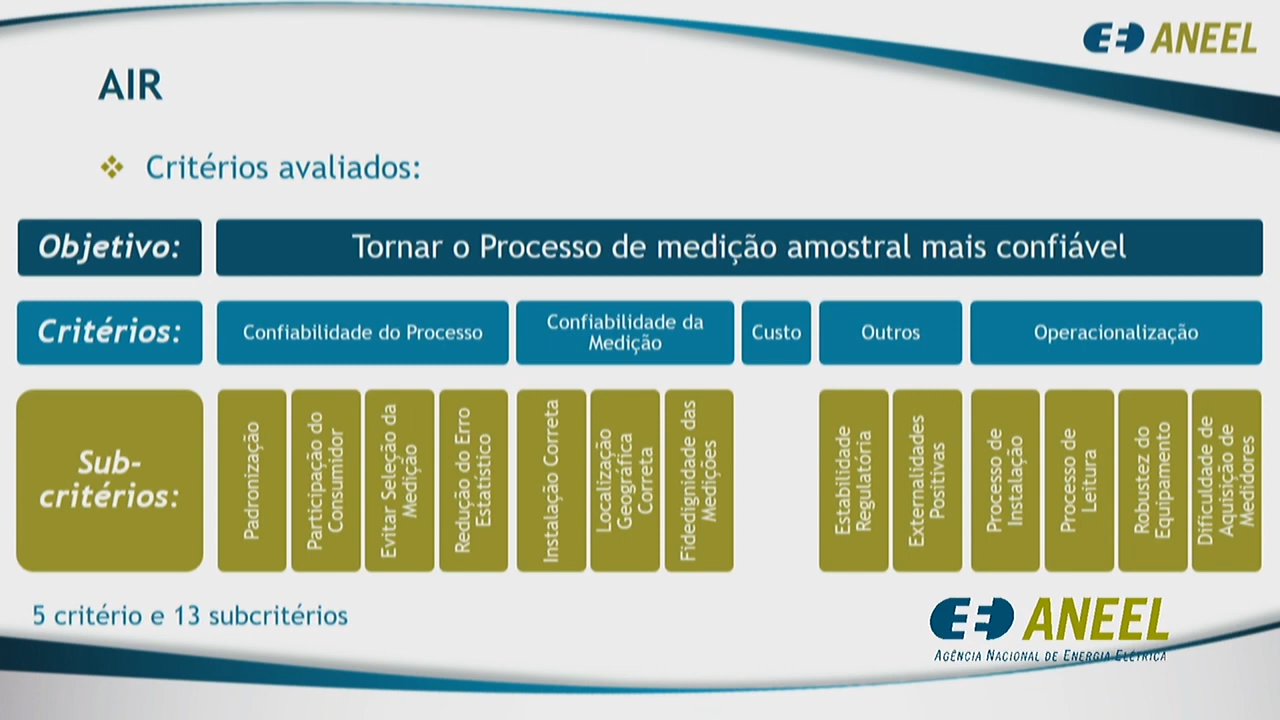 ANEEL
AIR
Critérios avaliados:
Objetivo:
Tornar o Processo de medição amostral mais confiável
Critérios:
Confiabilidade do Processo
Confiabilidade da
Medição
Custo
Outros
Operacionalização
Sub-
critérios:
Padronização
Participação do
Consumidor
Evitar Seleção da
Medição
Redução do Erro
Estatístico
Instalação Correta
Localização
Geográfica
Correta
Fidedignidade das
Medições
Estabilidade
Regulatória
Externalidades
Positivas
Processo de
Instalação
Processo de
Leitura
Robustez do
Equipamento
Dificuldade de
Aquisição de
Medidores
5 critério e 13 subcritérios
ANEEL
AGÊNCIA NACIONAL DE ENERGIA ELÉTRICA